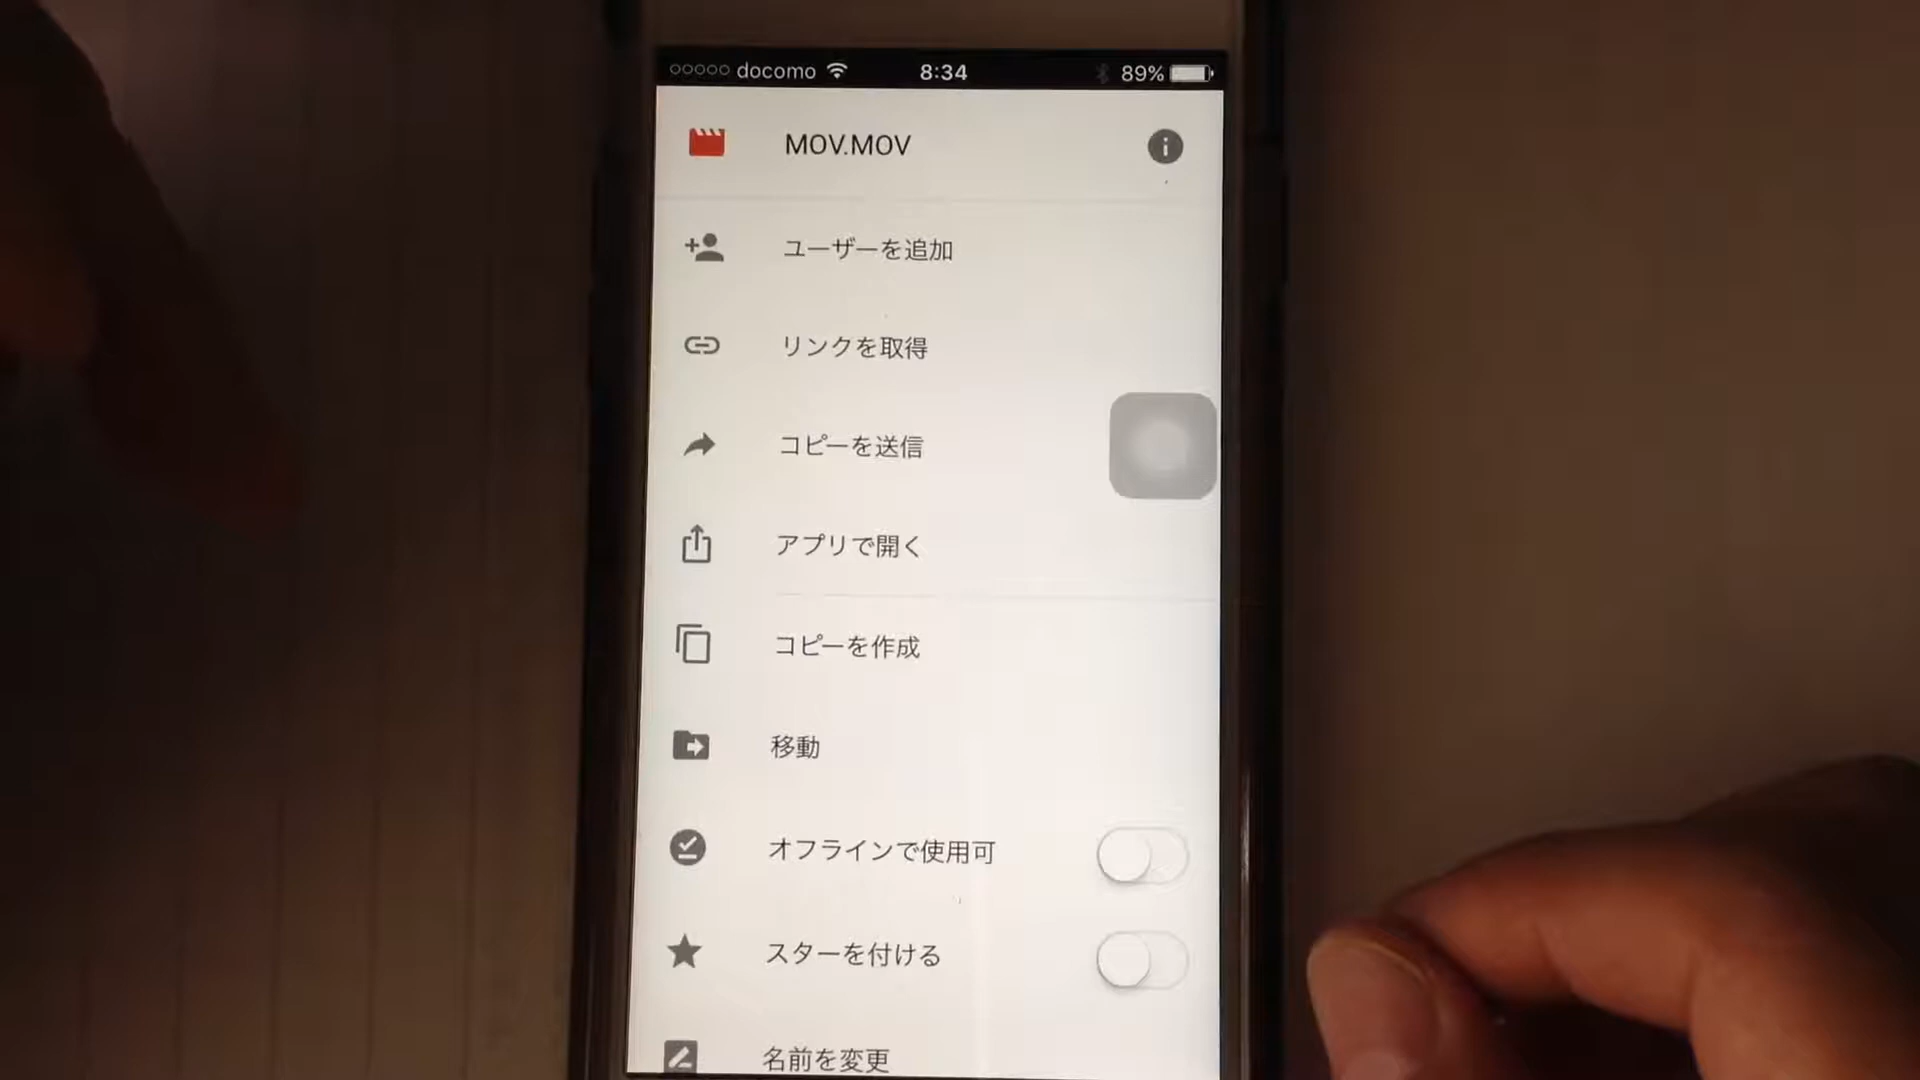 docomo 8:34 89%
MOV.MOV
ユーザーを追加
リンクを取得
コピーを送信
アプリで開く
コピーを作成
移動
オフラインで使用可
スターを付ける
名前を変更